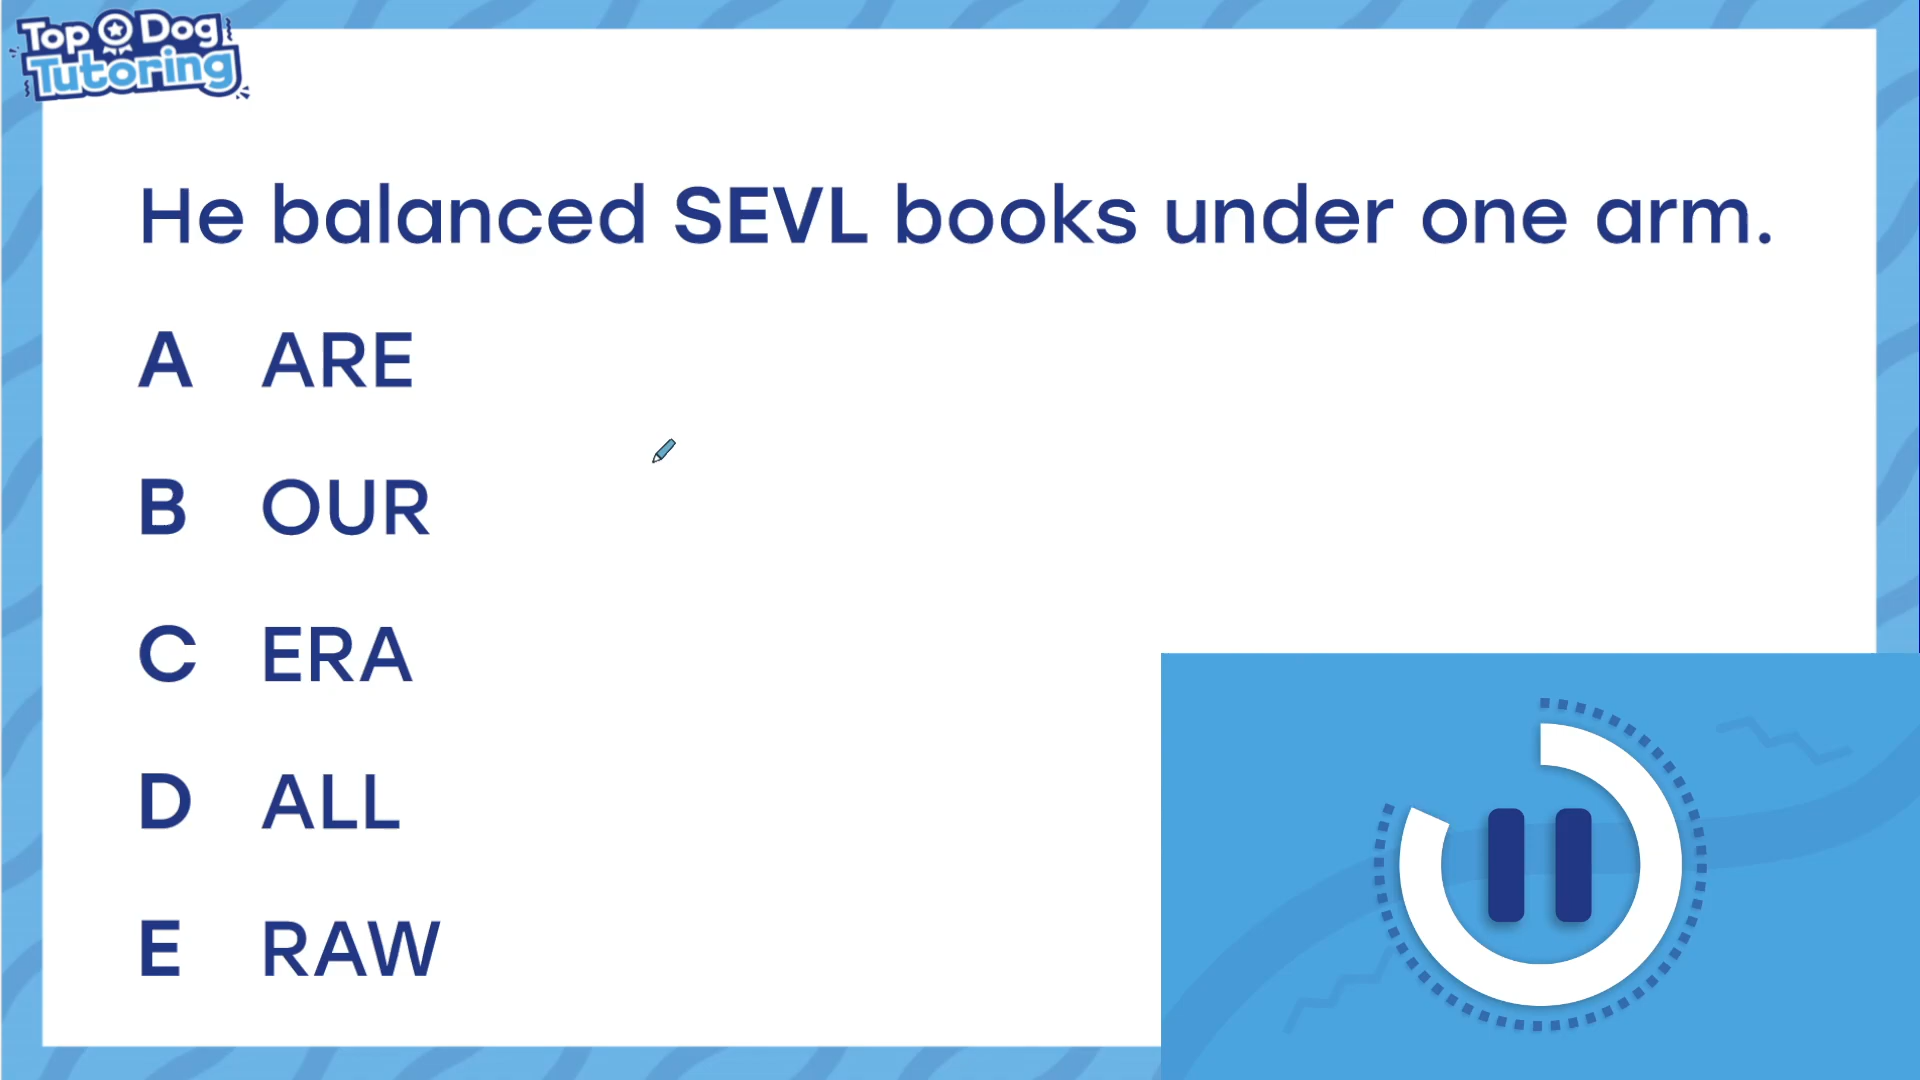 Top Dog
Tutoring
He balanced SEVL books under one arm.
A ARE
B OUR
C ERA
D ALL
E RAW